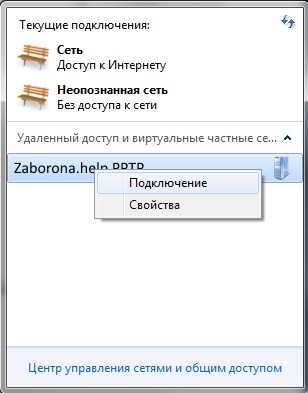 Текущие подключения:
Сеть
Доступ к Интернету
Неопознанная сеть
Без доступа к сети
Удаленный доступ и виртуальные частные се...
Zaborona.help PPTP
Подключение
Свойства
Центр управления сетями и общим доступом